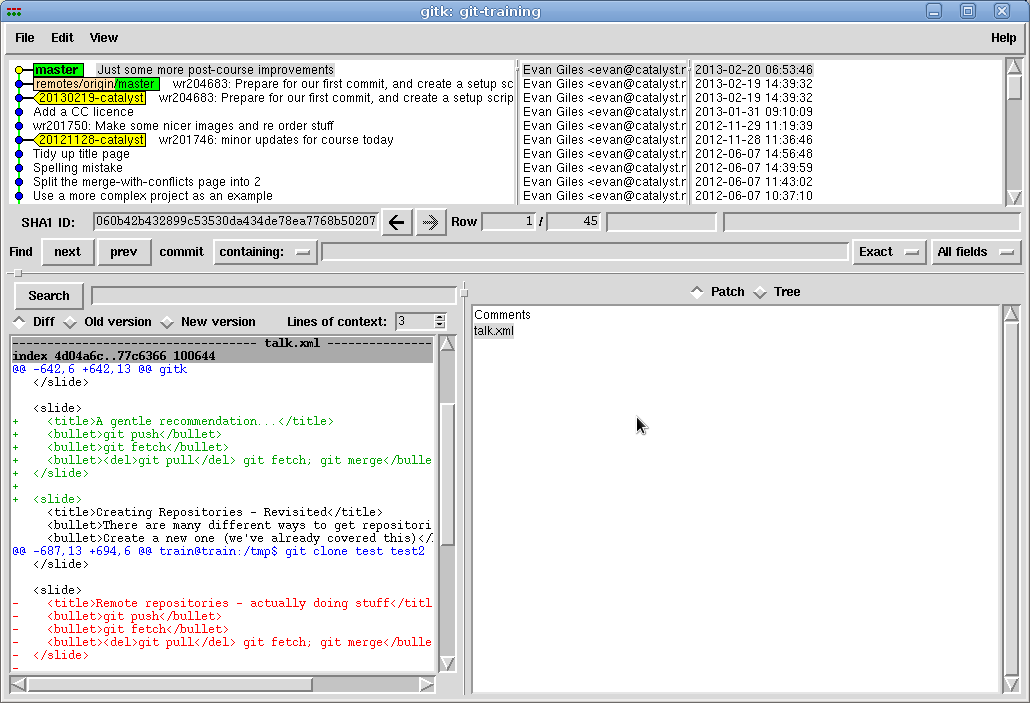 gitk: git-training
File Edit View Help
master Just some more post-course improvements Evan Giles <evan@catalyst.r 2013-02-20 06:53:46
remotes/origin/master wr204683: Prepare for our first commit, and create a setup sc Evan Giles <evan@catalyst.r 2013-02-19 14:39:32
20130219-catalyst wr204683: Prepare for our first commit, and create a setup scrip Evan Giles <evan@catalyst.r 2013-02-19 14:39:32
Add a CC licence Evan Giles <evan@catalyst.r 2013-01-31 09:10:09
wr201750: Make some nicer images and re order stuff Evan Giles <evan@catalyst.r 2012-11-29 11:19:39
20121128-catalyst wr201746: minor updates for course today Evan Giles <evan@catalyst.r 2012-11-28 11:36:46
Tidy up title page Evan Giles <evan@catalyst.r 2012-06-07 14:56:48
Spelling mistake Evan Giles <evan@catalyst.r 2012-06-07 14:39:59
Split the merge-with-conflicts page into 2 Evan Giles <evan@catalyst.r 2012-06-07 11:43:02
Use a more complex project as an example Evan Giles <evan@catalyst.r 2012-06-07 10:37:10
SHA1 ID: 060b42b432899c53530da434de78ea7768b50207 Row 1 / 45
Find next prev commit containing: Exact All fields
Search
Patch Tree
Diff Old version New version Lines of context: 3
Comments
talk.xml
---------------------------------- talk.xml --------------
index 4d04a6c..77c6366 100644
@@ -642,6 +642,13 @@ gitk
</slide>
<slide>
+ <title>A gentle recommendation...</title>
+ <bullet>git push</bullet>
+ <bullet>git fetch</bullet>
+ <bullet><del>git pull</del> git fetch; git merge</bulle
+ </slide>
+
+ <slide>
<title>Creating Repositories - Revisited</title>
<bullet>There are many different ways to get repositori
<bullet>Create a new one (we've already covered this)</
@@ -687,13 +694,6 @@ train@train:/tmp$ git clone test test2
</slide>
<slide>
- <title>Remote repositories - actually doing stuff</titl
- <bullet>git push</bullet>
- <bullet>git fetch</bullet>
- <bullet><del>git pull</del> git fetch; git merge</bulle
- </slide>
-